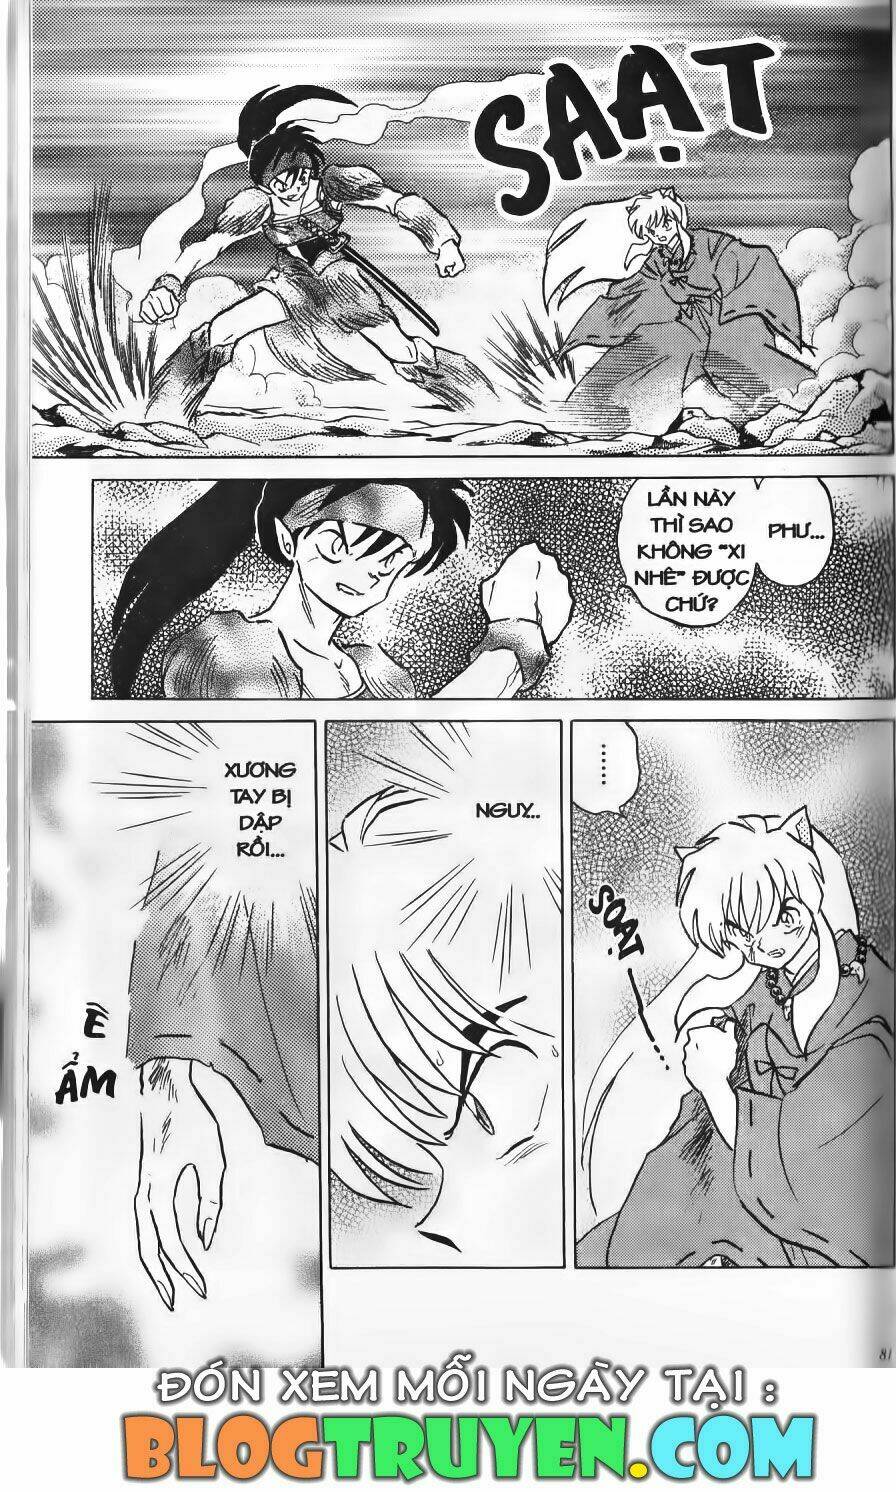 SAẠT
PHƯ...
LẦN NÀY
THÌ SAO
KHÔNG "XI
NHÊ" ĐƯỢC
CHỨ?
......
SOẠT
NGUY...
XƯƠNG
TAY BỊ
DẬP
RỒI...
Ê
ẨM
81
ĐÓN XEM MỖI NGÀY TẠI :
BLOGTRUYEN.COM